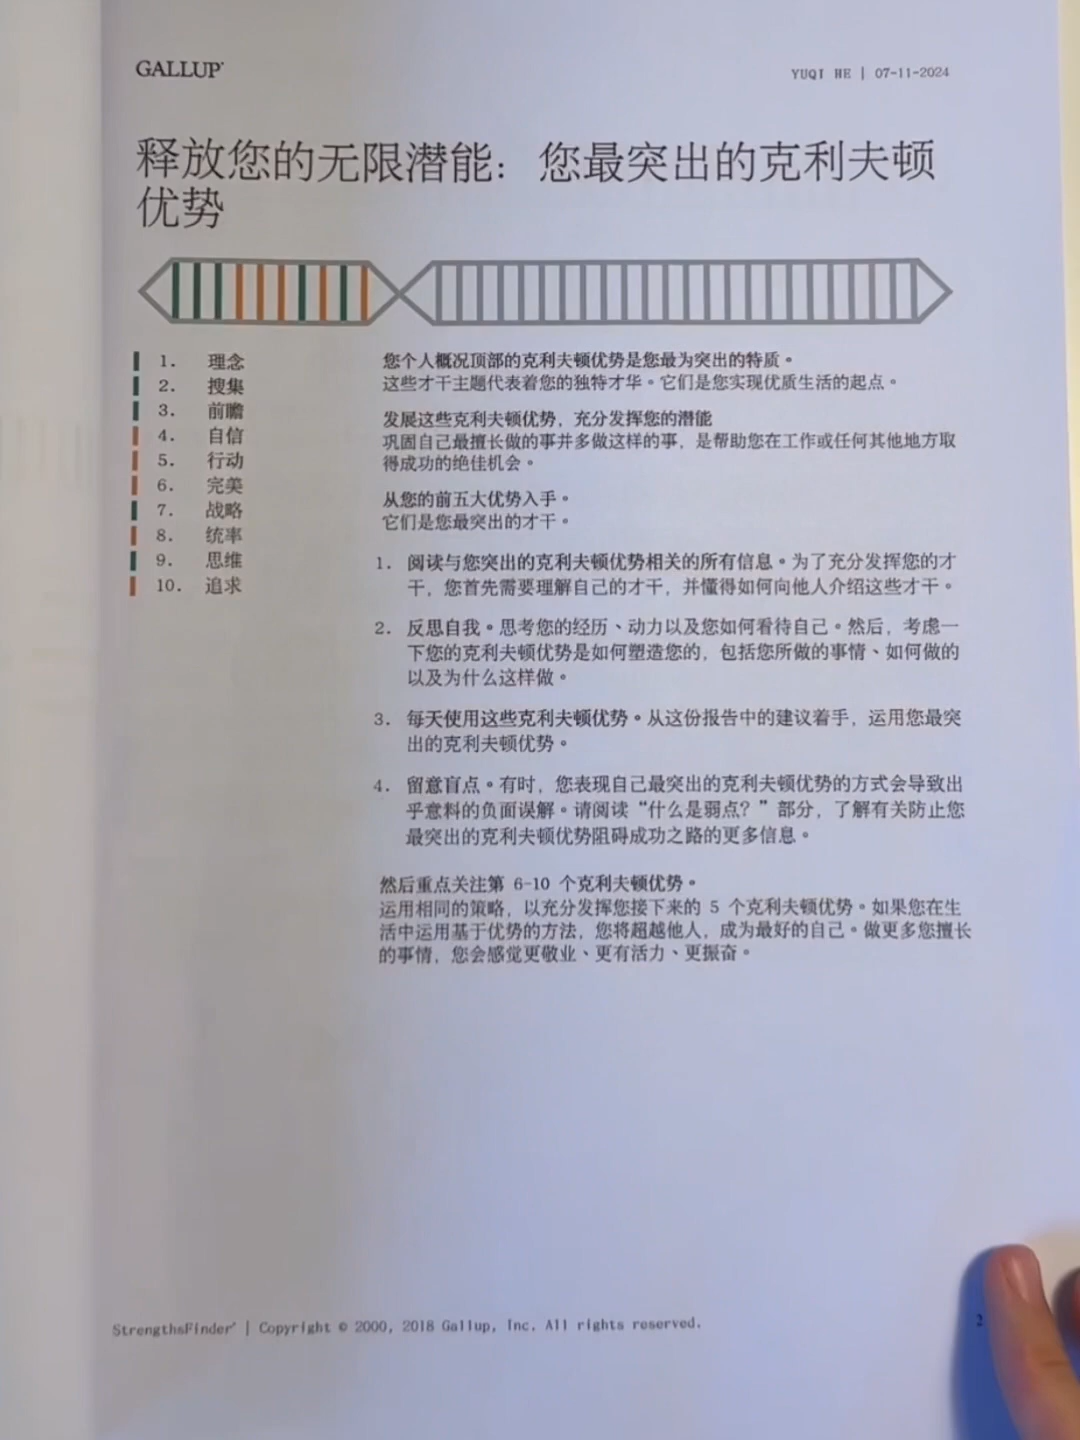 GALLUP®
YUQI HE | 07-11-2024
释放您的无限潜能：您最突出的克利夫顿
优势
1. 理念
2. 搜集
3. 前瞻
4. 自信
5. 行动
6. 完美
7. 战略
8. 统率
9. 思维
10. 追求
您个人概况顶部的克利夫顿优势是您最为突出的特质。
这些才干主题代表着您的独特才华。它们是您实现优质生活的起点。
发展这些克利夫顿优势，充分发挥您的潜能
巩固自己最擅长做的事并多做这样的事，是帮助您在工作或任何其他地方取
得成功的绝佳机会。
从您的前五大优势入手。
它们是您最突出的才干。
1. 阅读与您突出的克利夫顿优势相关的所有信息。为了充分发挥您的才
干，您首先需要理解自己的才干，并懂得如何向他人介绍这些才干。
2. 反思自我。思考您的经历、动力以及您如何看待自己。然后，考虑一
下您的克利夫顿优势是如何塑造您的，包括您所做的事情、如何做的
以及为什么这样做。
3. 每天使用这些克利夫顿优势。从这份报告中的建议着手，运用您最突
出的克利夫顿优势。
4. 留意盲点。有时，您表现自己最突出的克利夫顿优势的方式会导致出
乎意料的负面误解。请阅读“什么是弱点？”部分，了解有关防止您
最突出的克利夫顿优势阻碍成功之路的更多信息。
然后重点关注第 6-10 个克利夫顿优势。
运用相同的策略，以充分发挥您接下来的 5 个克利夫顿优势。如果您在生
活中运用基于优势的方法，您将超越他人，成为最好的自己。做更多您擅长
的事情，您会感觉更敬业、更有活力、更振奋。
StrengthsFinder® | Copyright © 2000, 2018 Gallup, Inc. All rights reserved.
2